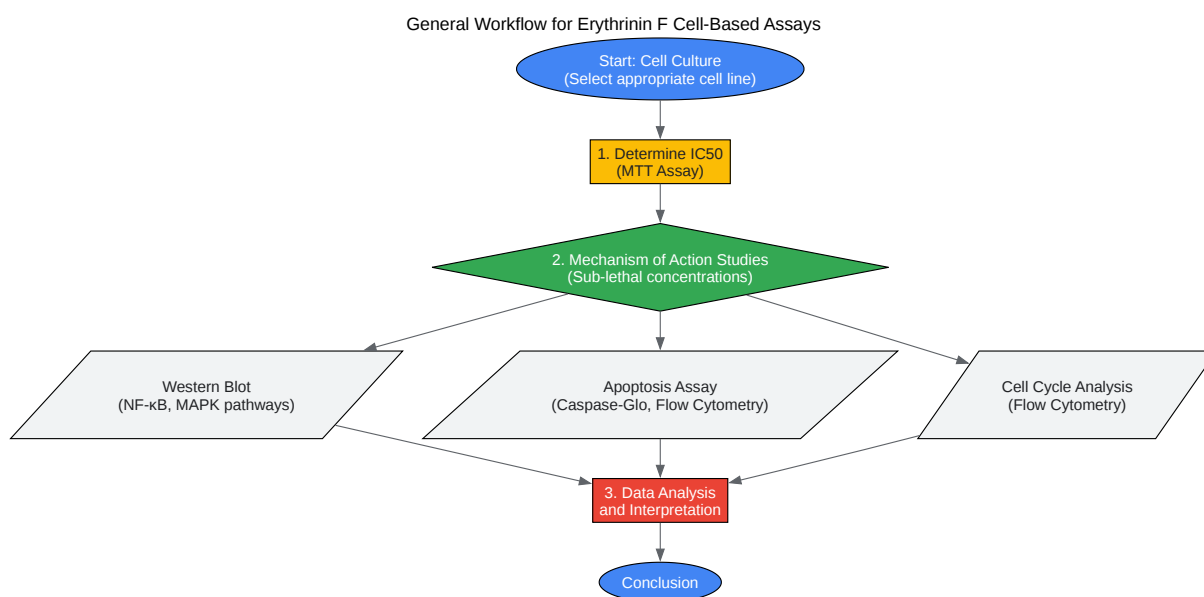 General Workflow for Erythrinin F Cell-Based Assays
Start: Cell Culture
(Select appropriate cell line)
1. Determine IC50
(MTT Assay)
2. Mechanism of Action Studies
(Sub-lethal concentrations)
Western Blot
(NF-κB, MAPK pathways)
Apoptosis Assay
(Caspase-Glo, Flow Cytometry)
Cell Cycle Analysis
(Flow Cytometry)
3. Data Analysis
and Interpretation
Conclusion